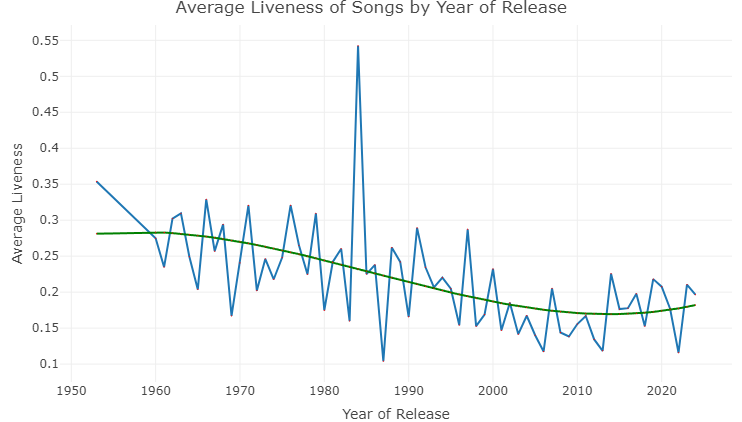 Average Liveness of Songs by Year of Release
0.55
0.5
0.45
0.4
0.35
0.3
0.25
0.2
0.15
0.1
Average Liveness
1950 1960 1970 1980 1990 2000 2010 2020
Year of Release